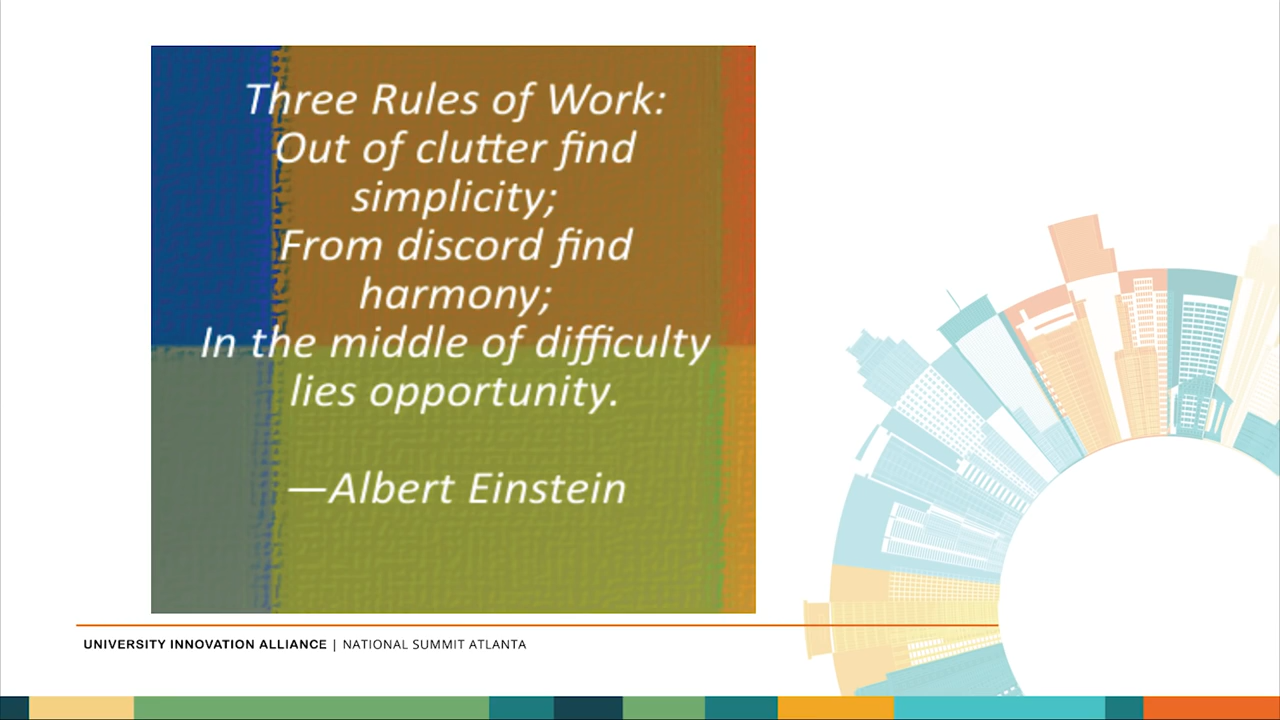 Three Rules of Work:
Out of clutter find
simplicity;
From discord find
harmony;
In the middle of difficulty
lies opportunity.
—Albert Einstein
UNIVERSITY INNOVATION ALLIANCE | NATIONAL SUMMIT ATLANTA